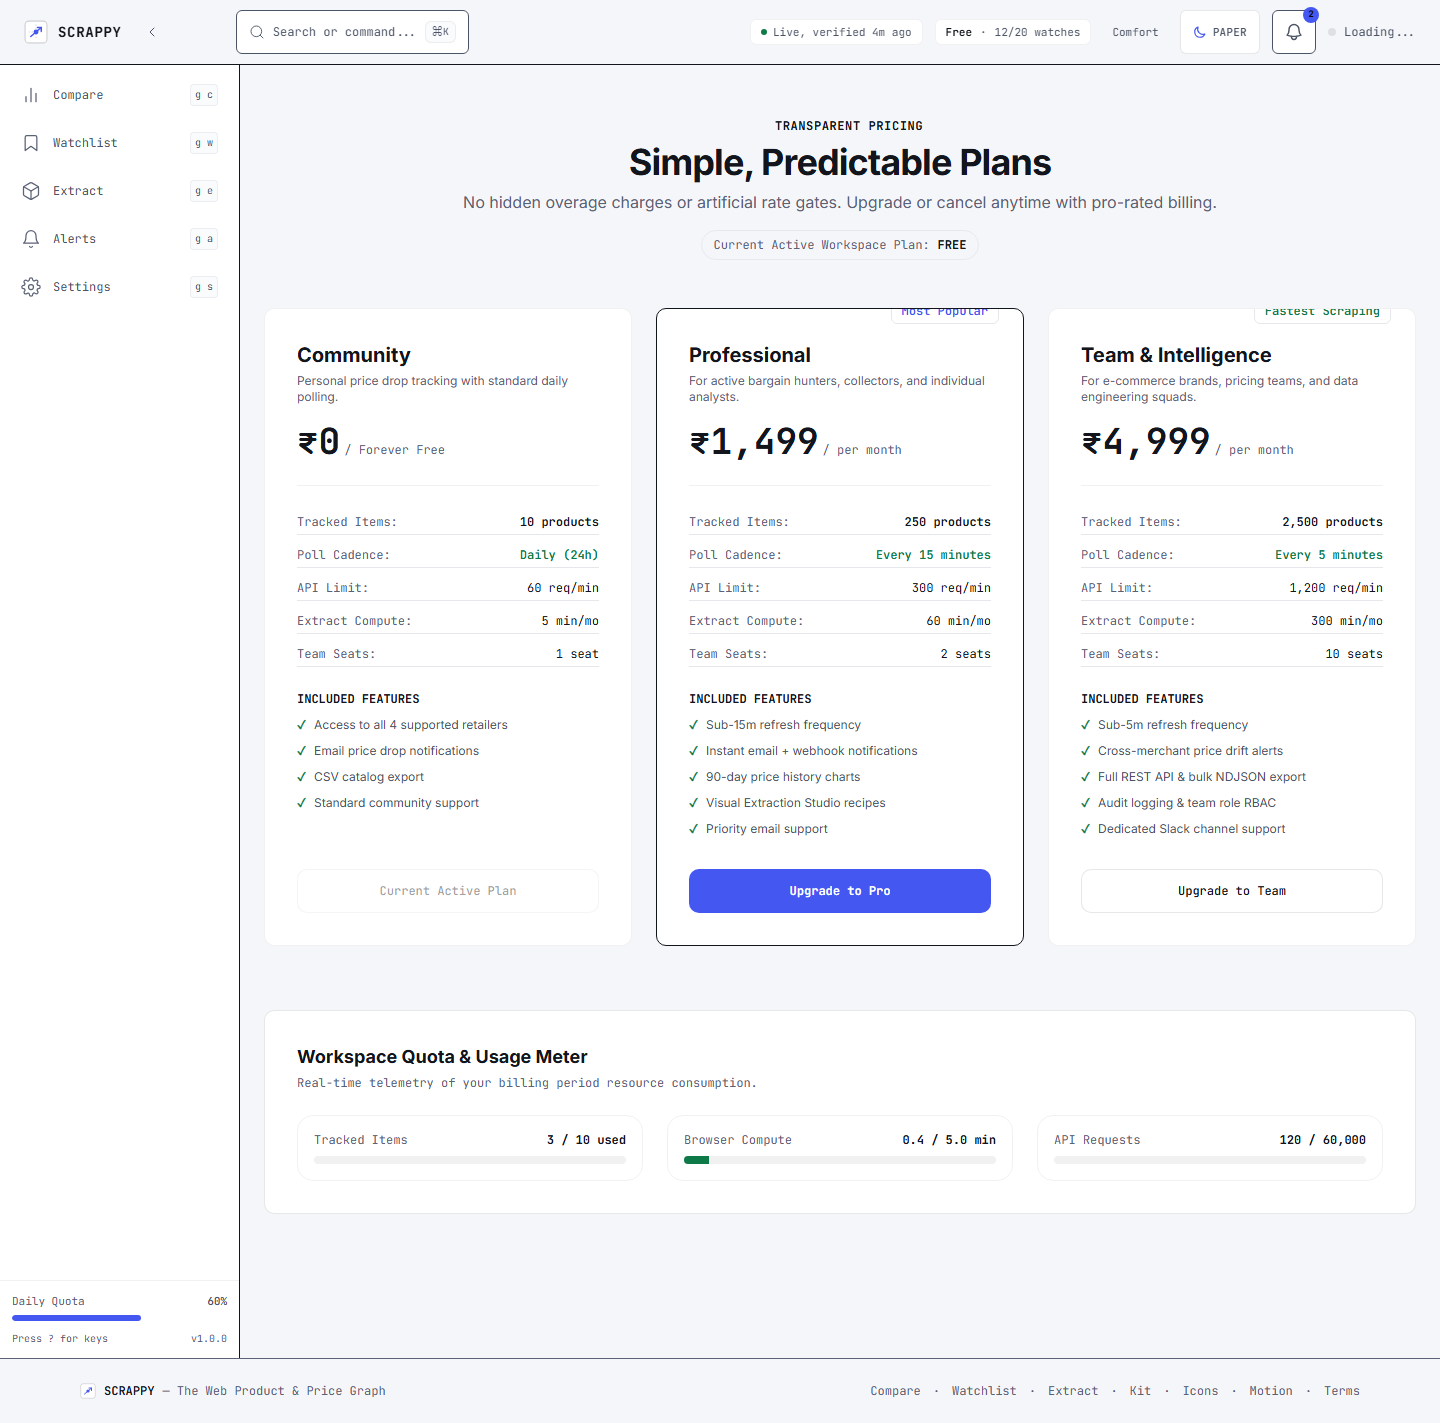 SCRAPPY
Search or command... ⌘K
Live, verified 4m ago
Free · 12/20 watches
Comfort
PAPER
2
Loading...
Compare g c
Watchlist g w
Extract g e
Alerts g a
Settings g s
TRANSPARENT PRICING
Simple, Predictable Plans
No hidden overage charges or artificial rate gates. Upgrade or cancel anytime with pro-rated billing.
Current Active Workspace Plan: FREE
Community
Personal price drop tracking with standard daily
polling.
₹0 / Forever Free
Tracked Items: 10 products
Poll Cadence: Daily (24h)
API Limit: 60 req/min
Extract Compute: 5 min/mo
Team Seats: 1 seat
INCLUDED FEATURES
✓ Access to all 4 supported retailers
✓ Email price drop notifications
✓ CSV catalog export
✓ Standard community support
Current Active Plan
Most Popular
Professional
For active bargain hunters, collectors, and individual
analysts.
₹1,499 / per month
Tracked Items: 250 products
Poll Cadence: Every 15 minutes
API Limit: 300 req/min
Extract Compute: 60 min/mo
Team Seats: 2 seats
INCLUDED FEATURES
✓ Sub-15m refresh frequency
✓ Instant email + webhook notifications
✓ 90-day price history charts
✓ Visual Extraction Studio recipes
✓ Priority email support
Upgrade to Pro
Fastest Scraping
Team & Intelligence
For e-commerce brands, pricing teams, and data
engineering squads.
₹4,999 / per month
Tracked Items: 2,500 products
Poll Cadence: Every 5 minutes
API Limit: 1,200 req/min
Extract Compute: 300 min/mo
Team Seats: 10 seats
INCLUDED FEATURES
✓ Sub-5m refresh frequency
✓ Cross-merchant price drift alerts
✓ Full REST API & bulk NDJSON export
✓ Audit logging & team role RBAC
✓ Dedicated Slack channel support
Upgrade to Team
Workspace Quota & Usage Meter
Real-time telemetry of your billing period resource consumption.
Tracked Items 3 / 10 used
Browser Compute 0.4 / 5.0 min
API Requests 120 / 60,000
Daily Quota 60%
Press ? for keys v1.0.0
SCRAPPY — The Web Product & Price Graph
Compare · Watchlist · Extract · Kit · Icons · Motion · Terms